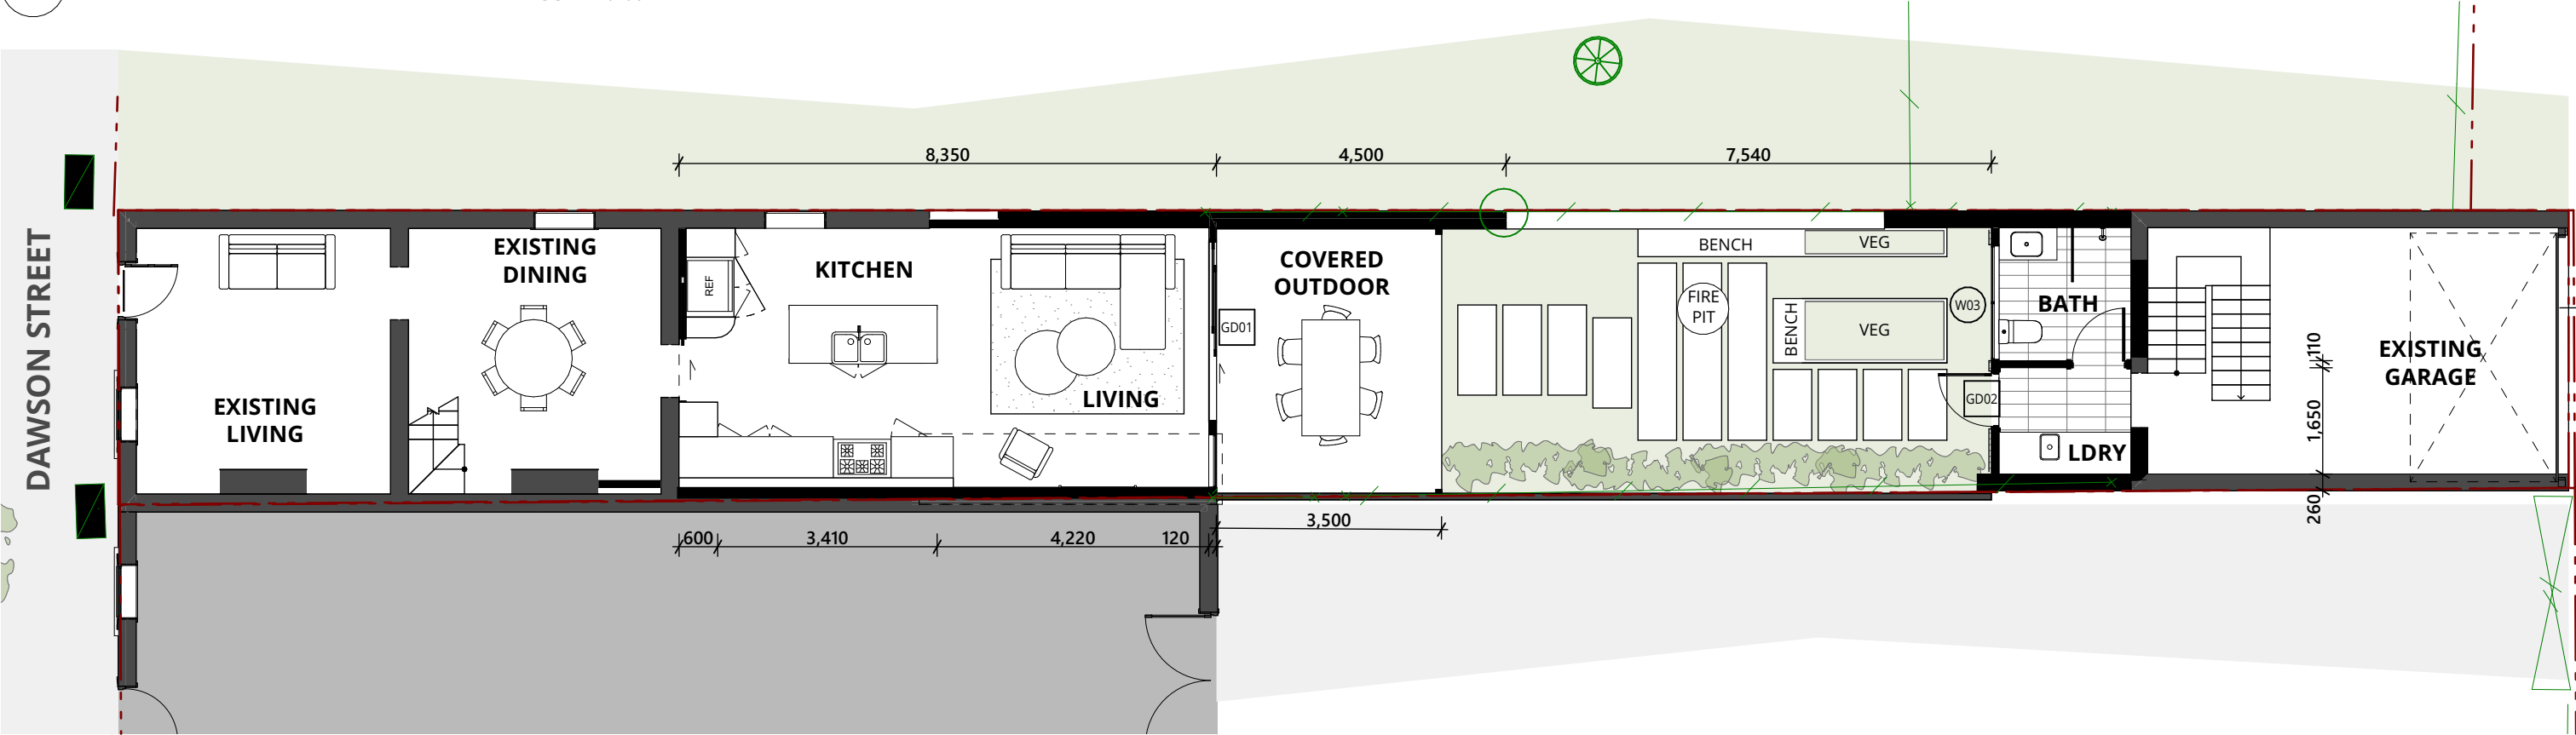 8,350
4,500
7,540
DAWSON STREET
EXISTING
LIVING
EXISTING
DINING
REF
KITCHEN
LIVING
GD01
COVERED
OUTDOOR
BENCH
VEG
FIRE
PIT
BENCH
VEG
W03
GD02
BATH
LDRY
EXISTING
GARAGE
110
1,650
260
3,500
600
3,410
4,220
120